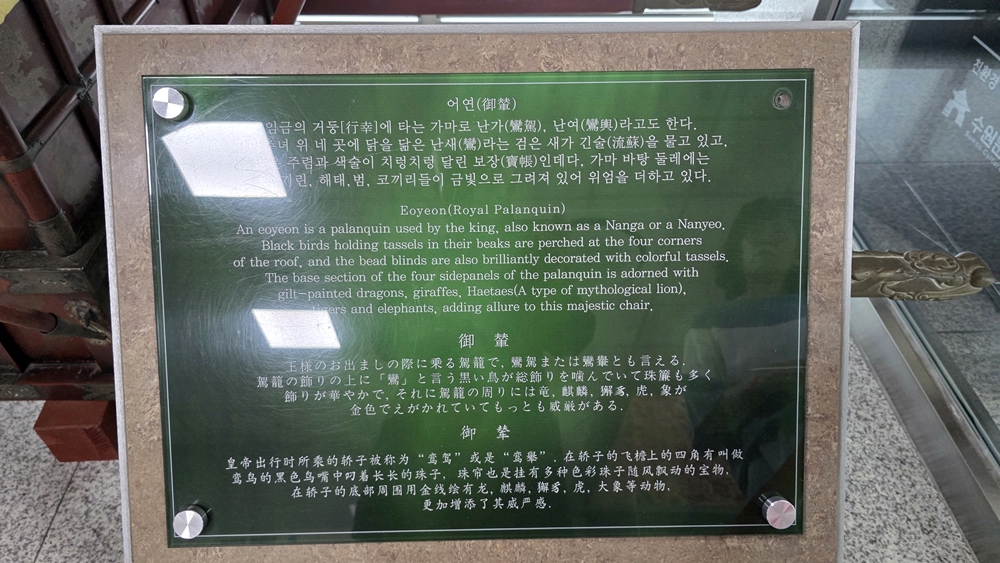 어연(御輦)
임금의 거둥[行幸]에 타는 가마로 난가(鸞駕), 난여(鸞輿)라고도 한다.
위 네 곳에 닭을 닮은 난새(鸞)라는 검은 새가 긴술(流蘇)을 물고 있고,
주렴과 색술이 치렁치렁 달린 보장(寶帳)인데다, 가마 바탕 둘레에는
기린, 해태,범, 코끼리들이 금빛으로 그려져 있어 위엄을 더하고 있다.
Eoyeon(Royal Palanquin)
An eoyeon is a palanquin used by the king, also known as a Nanga or a Nanyeo.
Black birds holding tassels in their beaks are perched at the four corners
of the roof, and the bead blinds are also brilliantly decorated with colorful tassels.
The base section of the four sidepanels of the palanquin is adorned with
gilt-painted dragons, giraffes, Haetaes(A type of mythological lion),
and elephants, adding allure to this majestic chair.
御 輦
王様のお出ましの際に乗る駕籠で, 鸞駕または鸞轝とも言える.
駕籠の飾りの上に「鸞」と言う黒い鳥が総飾りを噛んでいて珠簾も多く
飾りが華やかで, それに駕籠の周りには竜, 麒麟, 獬豸, 虎, 象が
金色でえがかれていてもっとも威厳がある.
御 辇
皇帝出行时所乘的轿子被称为“鸾驾”或是“鸾轝”. 在轿子的飞檐上的四角有叫做
鸾鸟的黑色鸟嘴中叼着长长的珠子, 珠帘也是挂有多种色彩珠子随风飘动的宝物,
在轿子的底部周围用金线绘有龙, 麒麟, 獬豸, 虎, 大象等动物,
更加增添了其威严感.
친환경